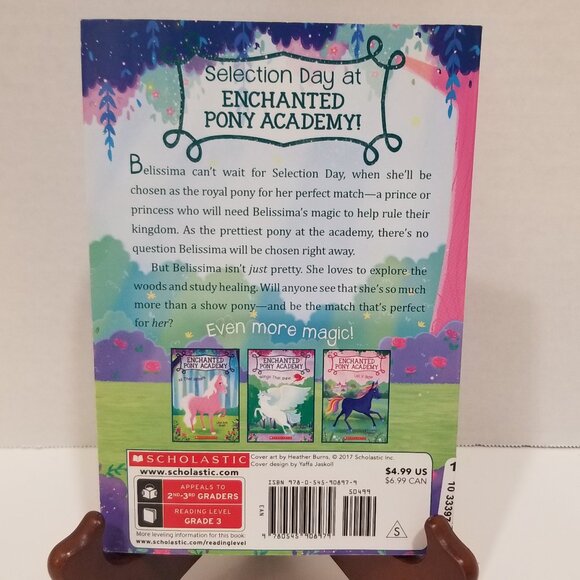 Selection Day at
ENCHANTED
PONY ACADEMY!
Belissima can't wait for Selection Day, when she'll be
chosen as the royal pony for her perfect match—a prince or
princess who will need Belissima's magic to help rule their
kingdom. As the prettiest pony at the academy, there's no
question Belissima will be chosen right away.
But Belissima isn't just pretty. She loves to explore the
woods and study healing. Will anyone see that she's so much
more than a show pony—and be the match that's perfect
for her?
Even more magic!
ENCHANTED
PONY ACADEMY
ENCHANTED
PONY ACADEMY
ENCHANTED
PONY ACADEMY
SCHOLASTIC
www.scholastic.com
Cover art by Heather Burns. © 2017 Scholastic Inc.
Cover design by Yaffa Jaskoll
$4.99 US
$6.99 CAN
APPEALS TO
2ND-3RD GRADERS
READING LEVEL
GRADE 3
More leveling information for this book:
www.scholastic.com/readinglevel
ISBN 978-0-545-90897-9
50499
EAN
9 780545 908979
S
10 33397